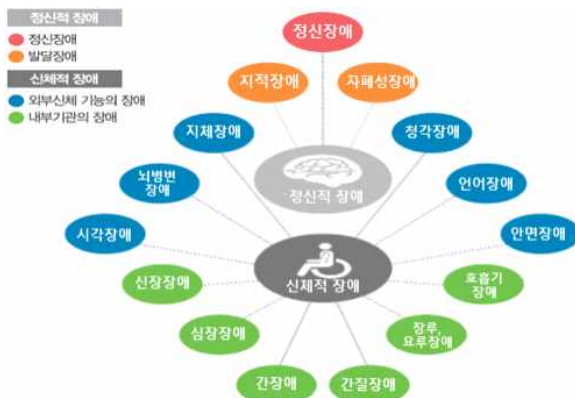 정신적 장애
정신장애
발달장애
신체적 장애
외부신체 기능의 장애
내부기관의 장애
정신장애
지적장애
자폐성장애
지체장애
청각장애
뇌병변
장애
정신적 장애
언어장애
시각장애
안면장애
신체적 장애
신장장애
호흡기
장애
심장장애
장루,
요루장애
간장애
간질장애